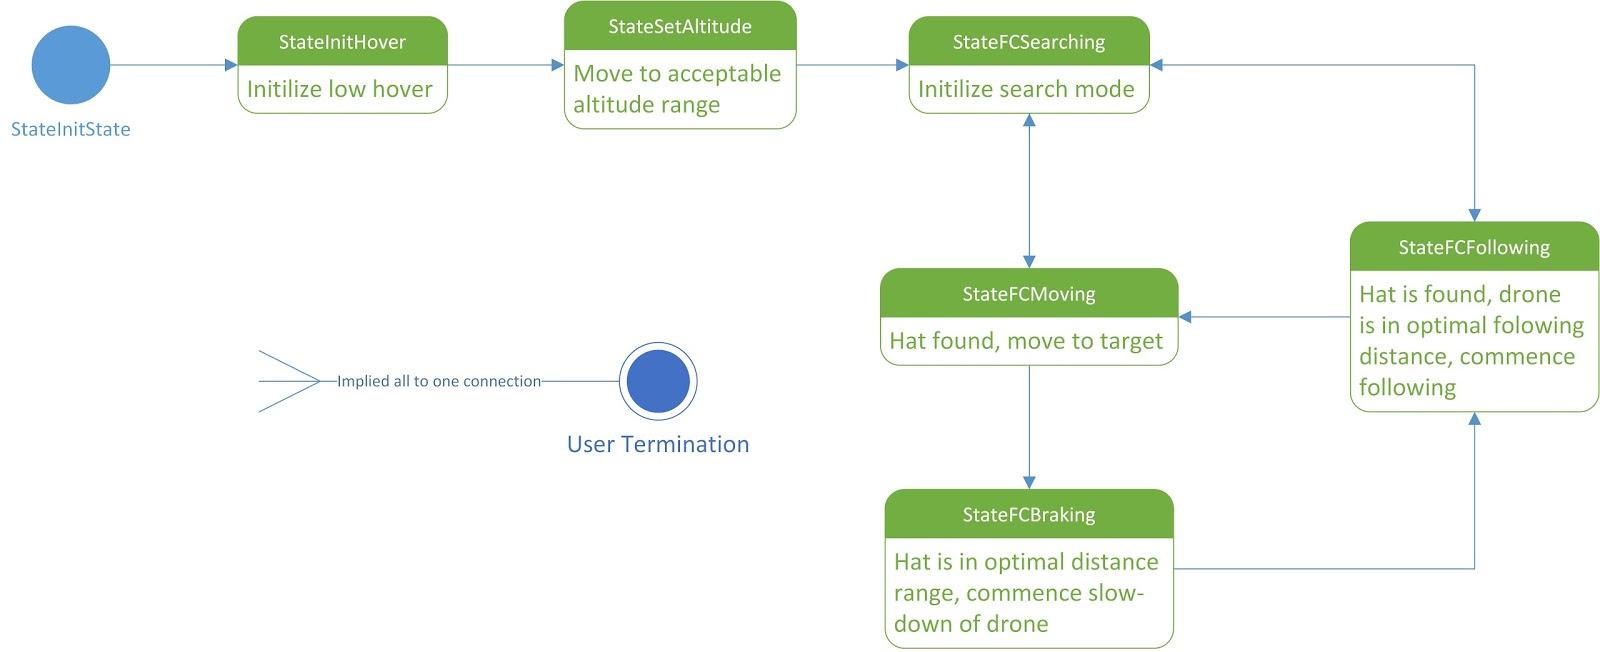 StateInitState
StateInitHover
Initilize low hover
StateSetAltitude
Move to acceptable
altitude range
StateFCSearching
Initilize search mode
StateFCMoving
Hat found, move to target
StateFCFollowing
Hat is found, drone
is in optimal folowing
distance, commence
following
Implied all to one connection
User Termination
StateFCBraking
Hat is in optimal distance
range, commence slow-
down of drone